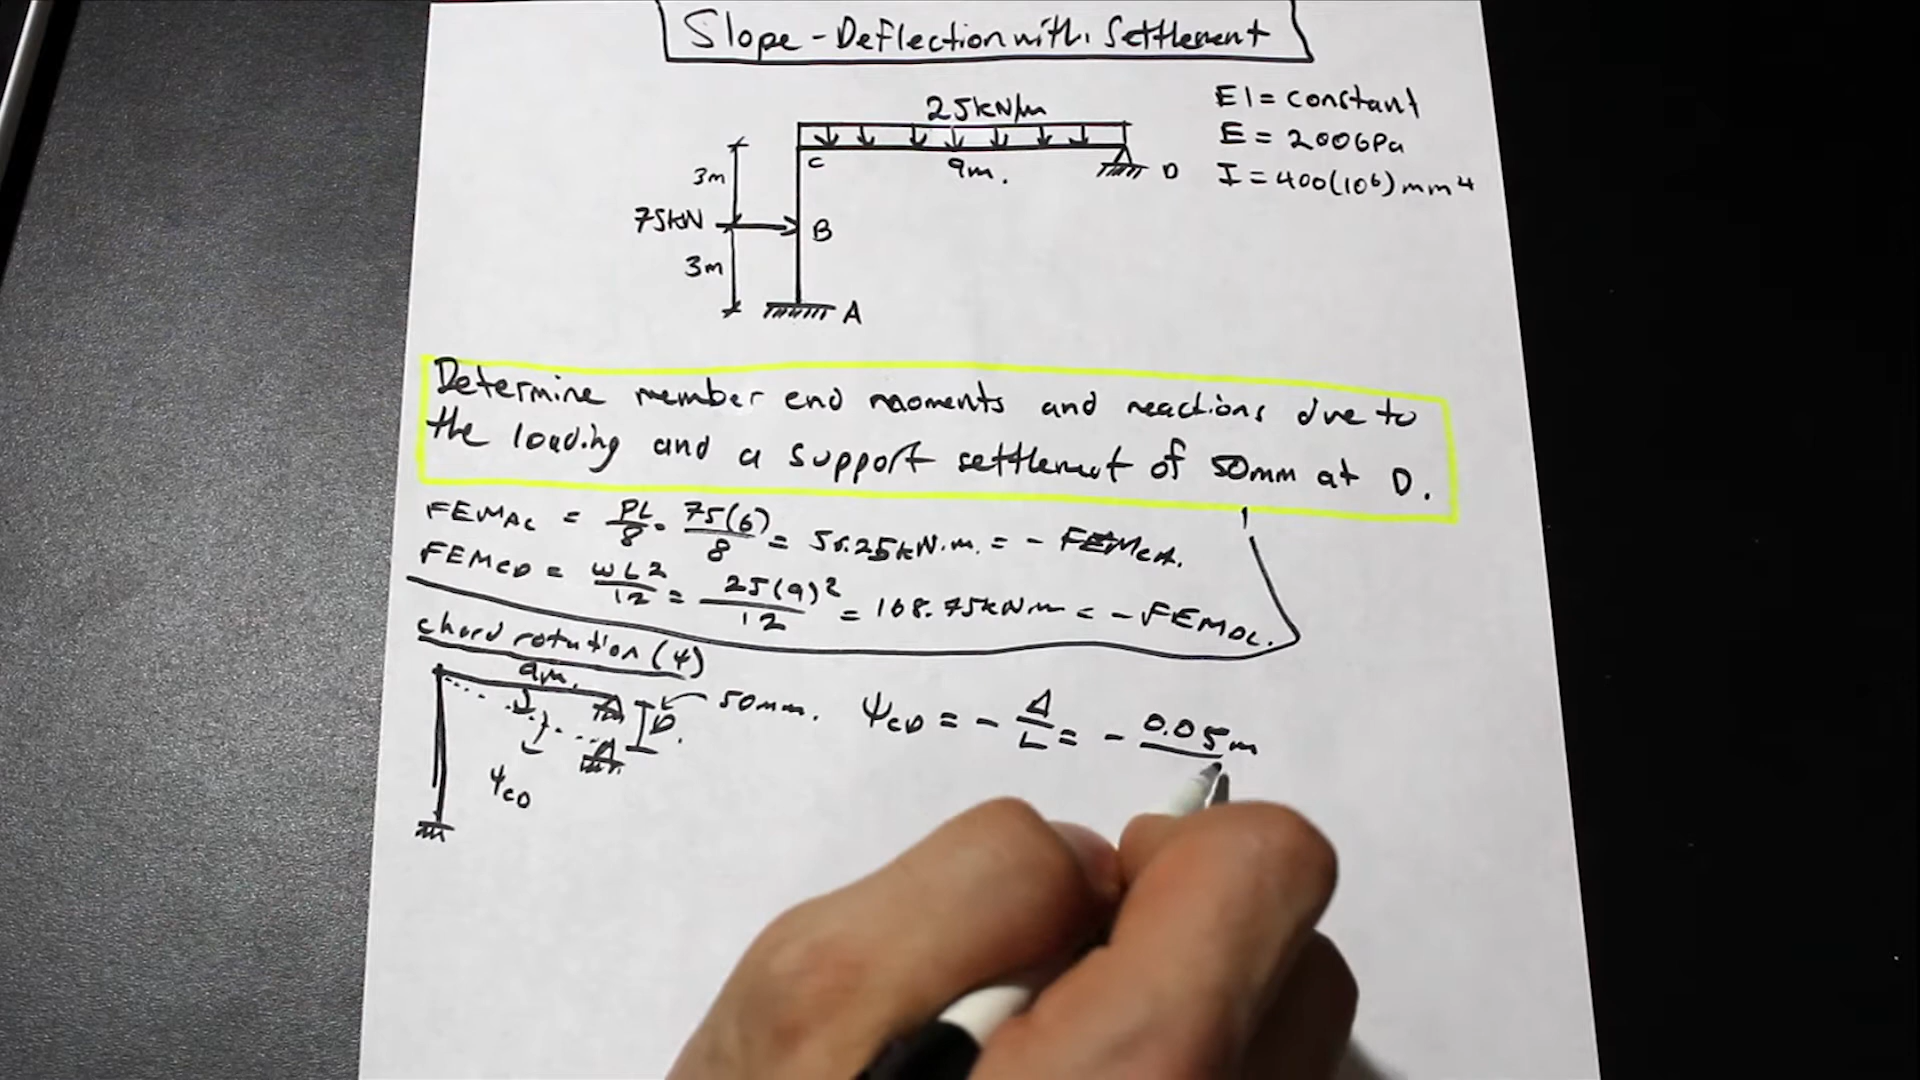 Slope-Deflection with Settlement
25kN/m
EI = constant
E = 200GPa
I = 400(10⁶) mm⁴
3m
C
9m.
D
75kN
B
3m
A
Determine member end moments and reactions due to
the loading and a support settlement of 50mm at D.
FEMAC = PL/8 = 75(6)/8 = 56.25kN.m. = - FEMCA.
FEMCD = WL²/12 = 25(9)²/12 = 168.75kNm = - FEMDC.
chord rotation (ψ)
9m.
50mm.
D.
ψCD = - Δ/L = - 0.05m
ψCD